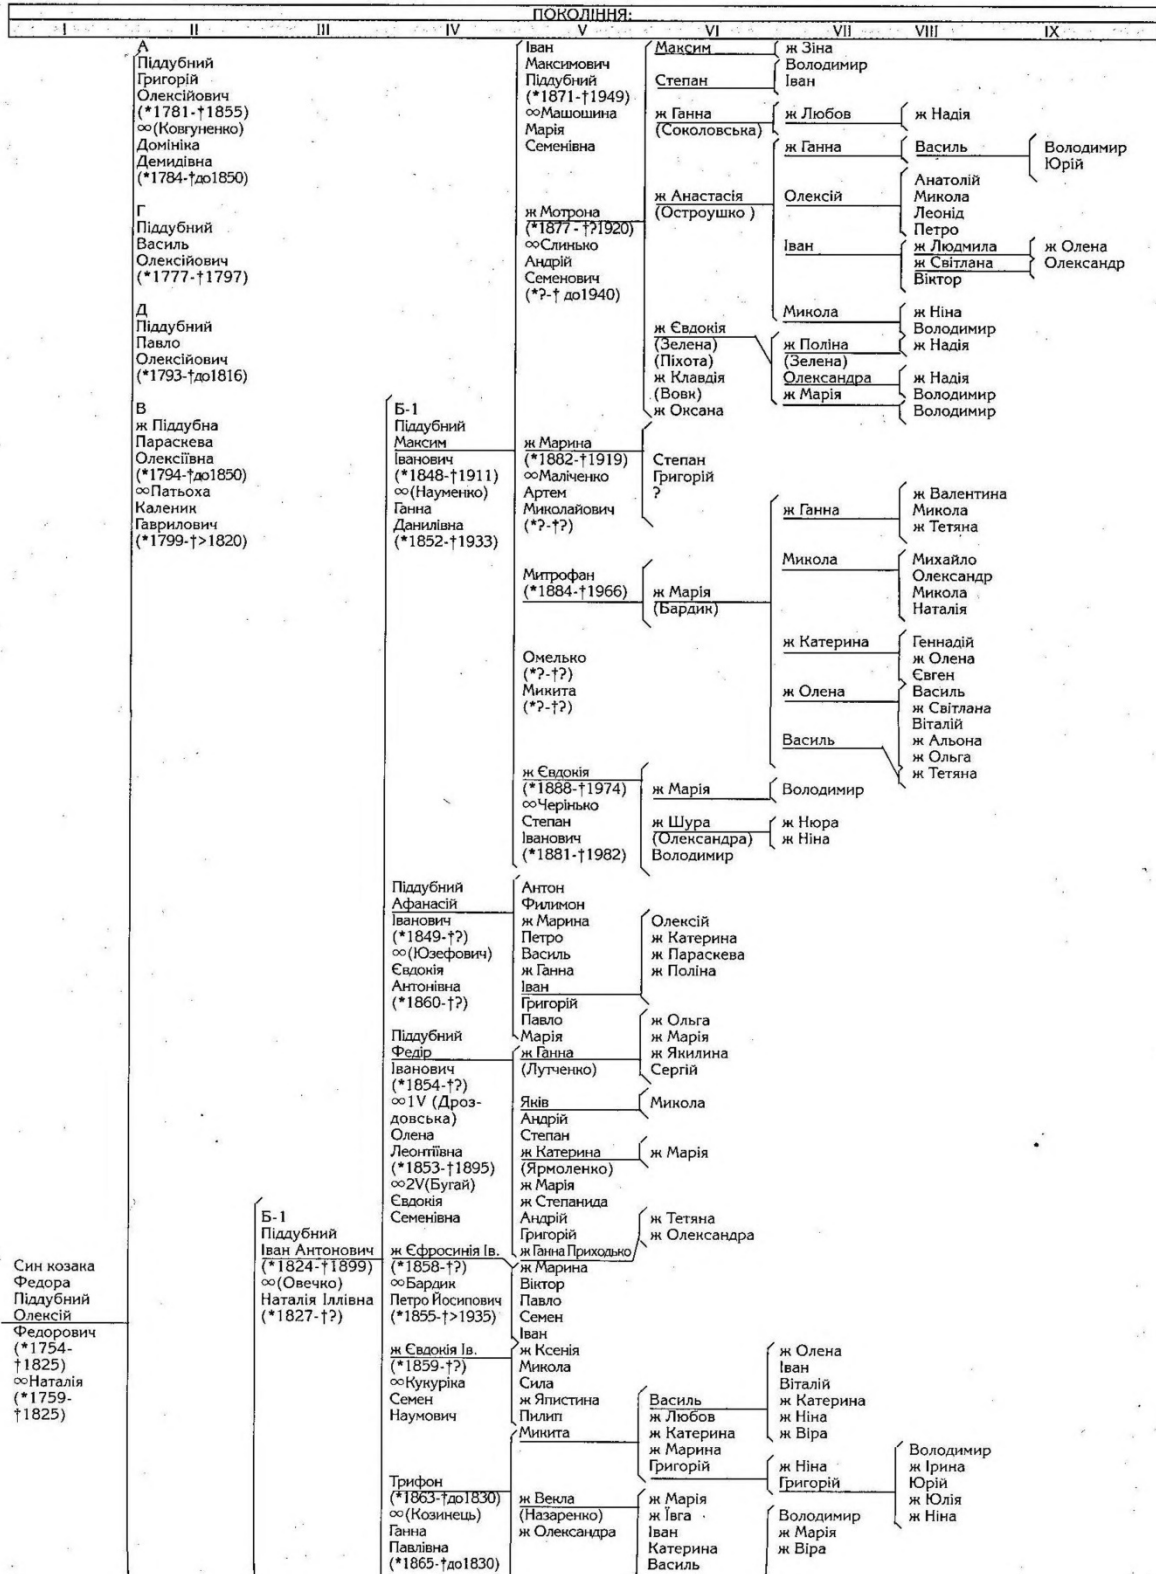 ПОКОЛІННЯ:
I
II
III
IV
V
VI
VII
VIII
IX
Син козака
Федора
Піддубний
Олексій
Федорович
(*1754-
†1825)
∞Наталія
(*1759-
†1825)
А
Піддубний
Григорій
Олексійович
(*1781-†1855)
∞(Ковгуненко)
Домініка
Демидівна
(*1784-†до1850)
Г
Піддубний
Василь
Олексійович
(*1777-†1797)
Д
Піддубний
Павло
Олексійович
(*1793-†до1816)
В
ж Піддубна
Параскева
Олексіївна
(*1794-†до1850)
∞Патьоха
Каленик
Гаврилович
(*1799-†>1820)
Б-1
Піддубний
Іван Антонович
(*1824-†1899)
∞(Овечко)
Наталія Іллівна
(*1827-†?)
Б-1
Піддубний
Максим
Іванович
(*1848-†1911)
∞(Науменко)
Ганна
Данилівна
(*1852-†1933)
Піддубний
Афанасій
Іванович
(*1849-†?)
∞(Юзефович)
Євдокія
Антонівна
(*1860-†?)
Піддубний
Федір
Іванович
(*1854-†?)
∞1V (Дроз-
довська)
Олена
Леонтіївна
(*1853-†1895)
∞2V(Бугай)
Євдокія
Семенівна
ж Єфросинія Ів.
(*1858-†?)
∞Бардик
Петро Йосипович
(*1855-†>1935)
ж Євдокія Ів.
(*1859-†?)
∞Кукуріка
Семен
Наумович
Трифон
(*1863-†до1830)
∞(Козинець)
Ганна
Павлівна
(*1865-†до1830)
Іван
Максимович
Піддубний
(*1871-†1949)
∞Машошина
Марія
Семенівна
ж Мотрона
(*1877-†?1920)
∞Слинько
Андрій
Семенович
(*?-† до1940)
ж Марина
(*1882-†1919)
∞Маліченко
Артем
Миколайович
(*?-†?)
Митрофан
(*1884-†1966)
Омелько
(*?-†?)
Микита
(*?-†?)
ж Євдокія
(*1888-†1974)
∞Черінько
Степан
Іванович
(*1881-†1982)
Антон
Филимон
ж Марина
Петро
Василь
ж Ганна
Іван
Григорій
Павло
Марія
ж Ганна
(Лутченко)
Яків
Андрій
Степан
ж Катерина
(Ярмоленко)
ж Марія
ж Степанида
Андрій
Григорій
ж Ганна Приходько
ж Марина
Віктор
Павло
Семен
Іван
ж Ксенія
Микола
Сила
ж Япистина
Пилип
Микита
ж Векла
(Назаренко)
ж Олександра
Максим
Степан
ж Ганна
(Соколовська)
ж Анастасія
(Остроушко )
ж Євдокія
(Зелена)
(Піхота)
ж Клавдія
(Вовк)
ж Оксана
Степан
Григорій
?
ж Марія
(Бардик)
ж Марія
ж Шура
(Олександра)
Володимир
Олексій
ж Катерина
ж Параскева
ж Поліна
ж Ольга
ж Марія
ж Якилина
Сергій
Микола
ж Марія
ж Тетяна
ж Олександра
Василь
ж Любов
ж Катерина
ж Марина
Григорій
ж Марія
ж Ївга
Іван
Катерина
Василь
ж Зіна
Володимир
Іван
ж Любов
ж Ганна
Олексій
Іван
Микола
ж Поліна
(Зелена)
Олександра
ж Марія
ж Ганна
Микола
ж Катерина
ж Олена
Василь
Володимир
ж Нюра
ж Ніна
ж Олена
Іван
Віталій
ж Катерина
ж Ніна
ж Віра
ж Ніна
Григорій
Володимир
ж Марія
ж Віра
ж Надія
Василь
Анатолій
Микола
Леонід
Петро
ж Людмила
ж Світлана
Віктор
ж Ніна
Володимир
ж Надія
ж Надія
Володимир
Володимир
ж Валентина
Микола
ж Тетяна
Михайло
Олександр
Микола
Наталія
Геннадій
ж Олена
Євген
Василь
ж Світлана
Віталій
ж Альона
ж Ольга
ж Тетяна
Володимир
ж Ірина
Юрій
ж Юлія
ж Ніна
Володимир
Юрій
ж Олена
Олександр